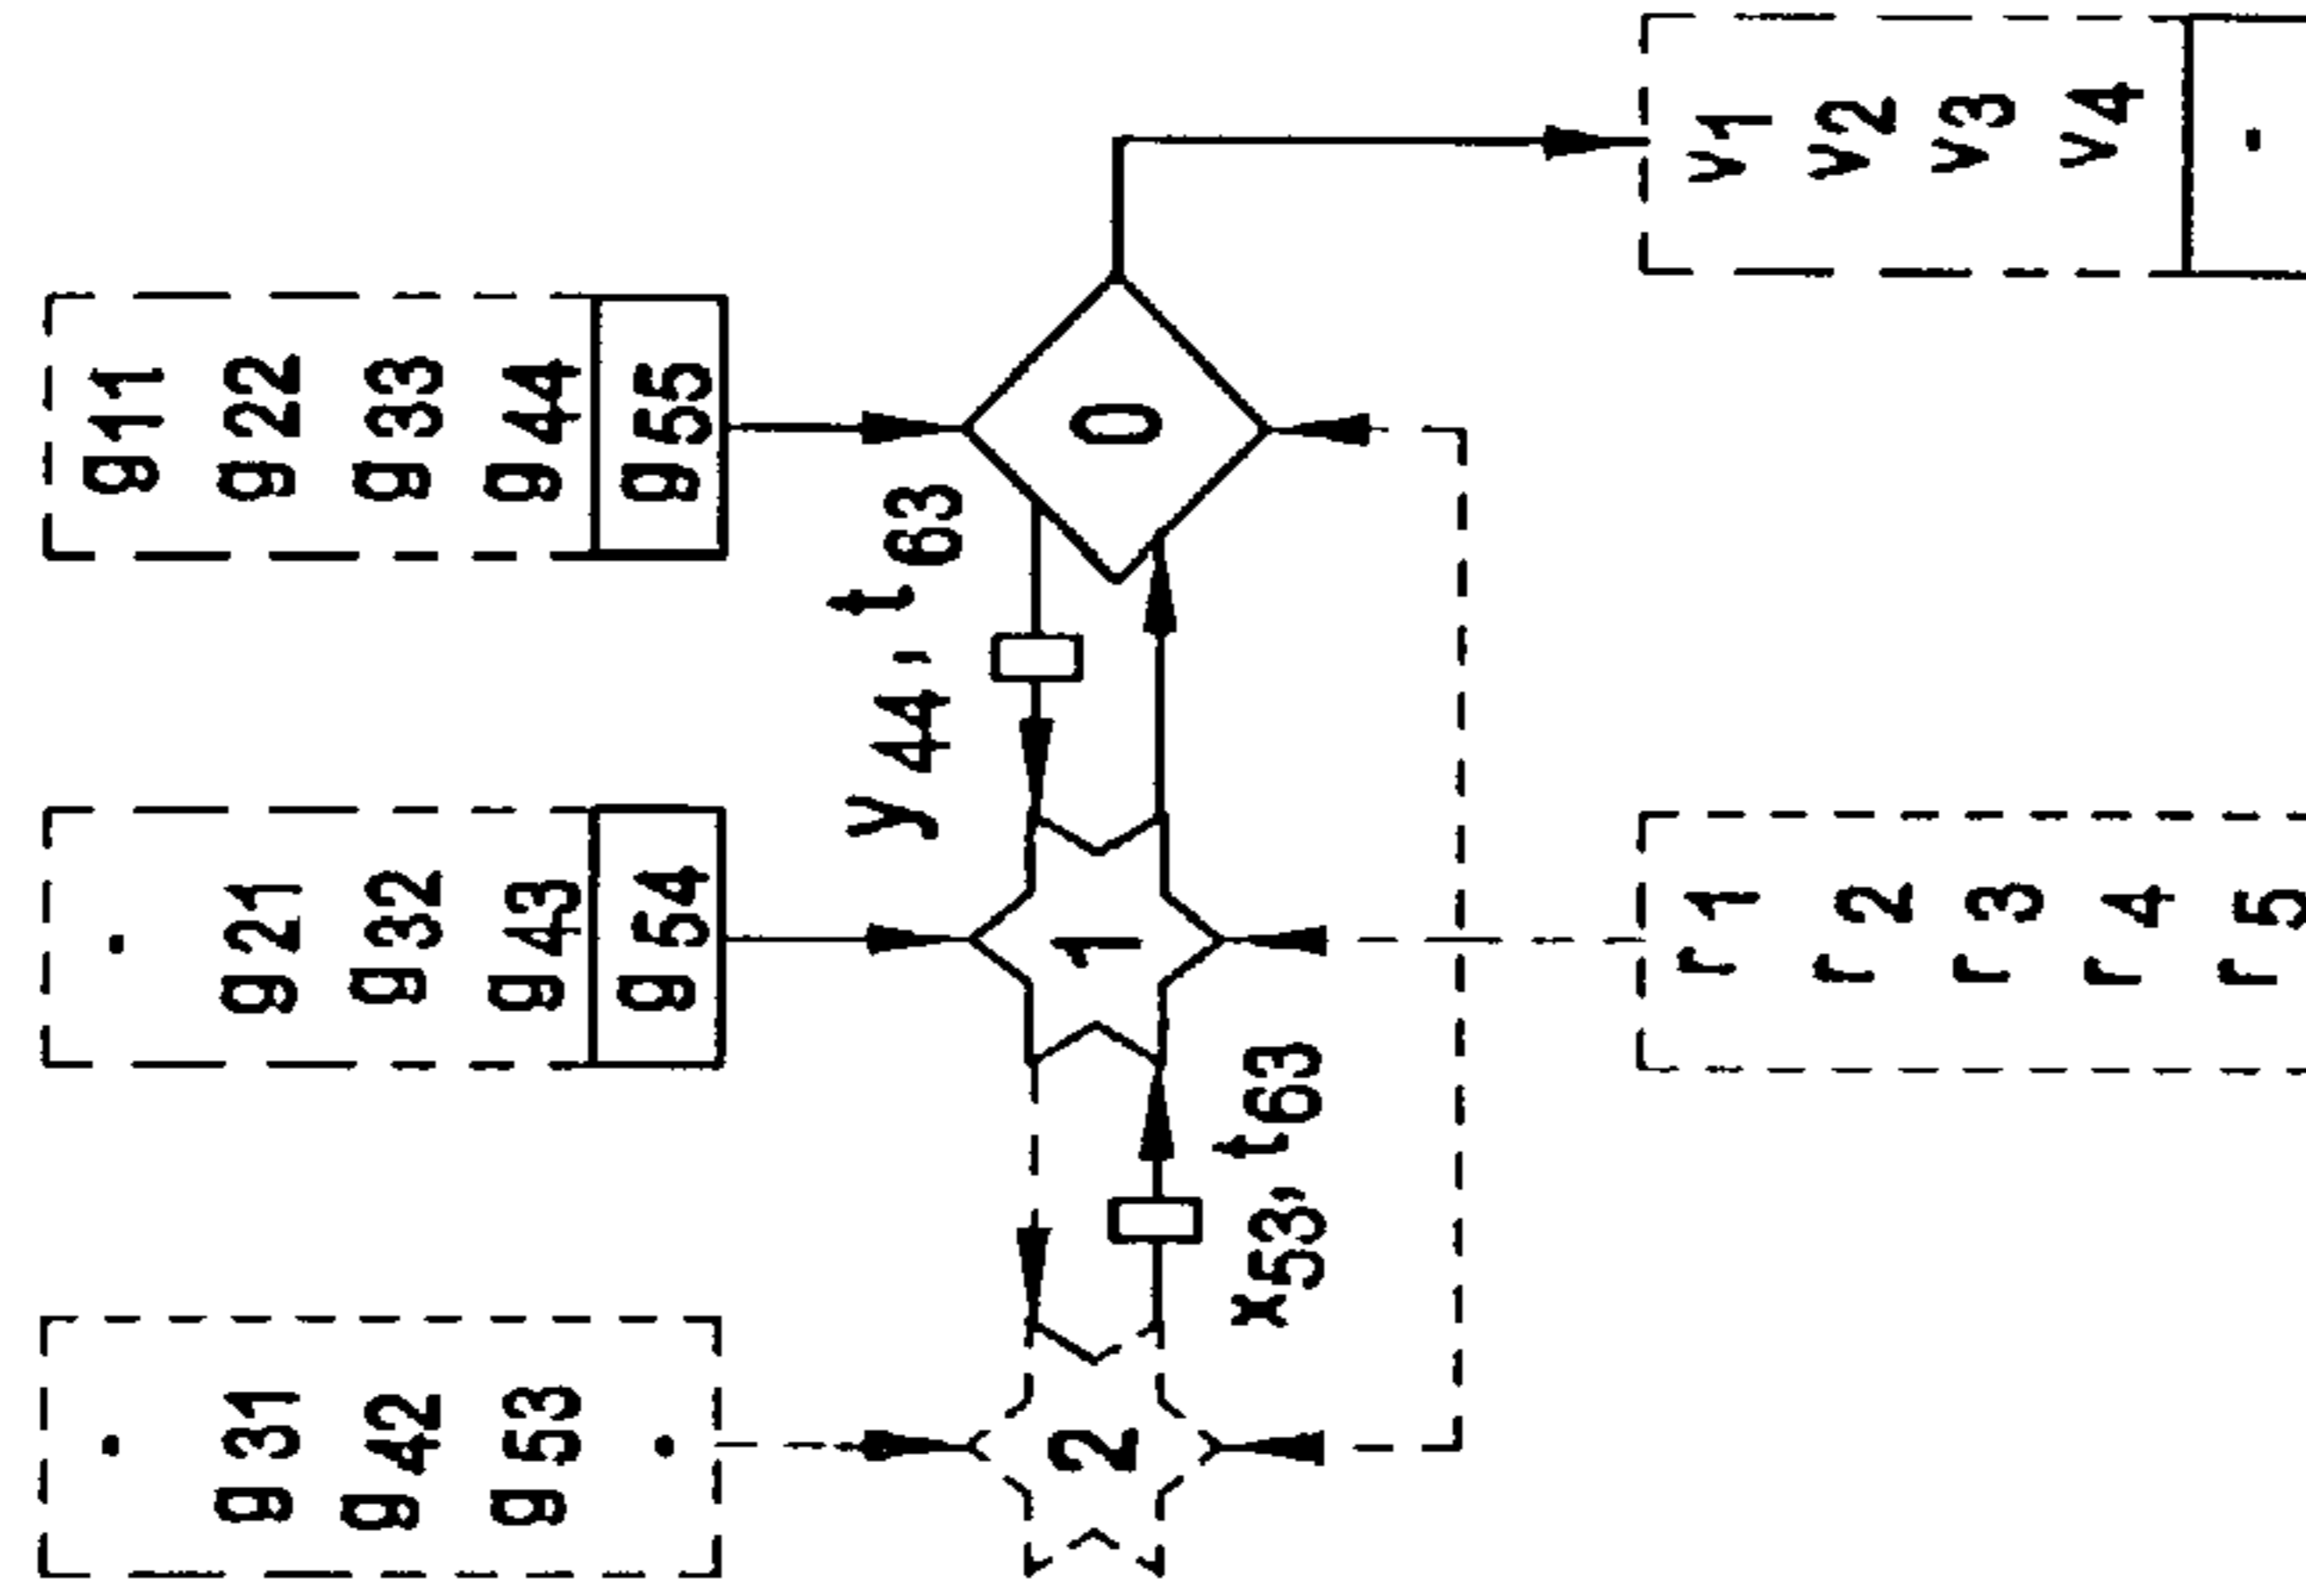 . . g11
g31 g21 g22
g42 g32 g33
g53 g43 g44
. g54 g55
y44, t63
2 1 0
x53, t63
r1 v1
r2 v2
r3 v3
r4 v4
r5 .